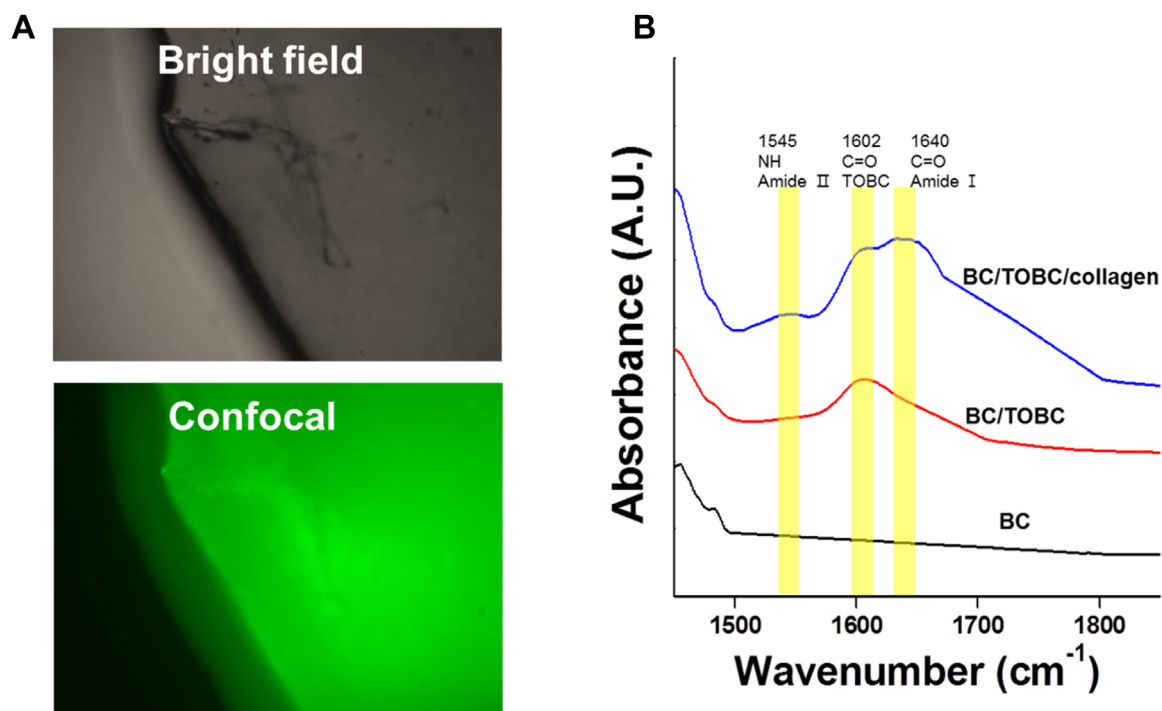 A
Bright field
Confocal
B
Absorbance (A.U.)
1545
NH
Amide Ⅱ
1602
C=O
TOBC
1640
C=O
Amide Ⅰ
BC/TOBC/collagen
BC/TOBC
BC
1500 1600 1700 1800
Wavenumber (cm⁻¹)